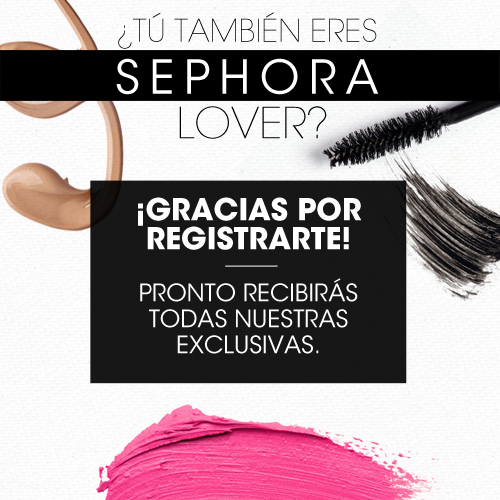 ¿TÚ TAMBIÉN ERES
SEPHORA
LOVER?
¡GRACIAS POR
REGISTRARTE!
PRONTO RECIBIRÁS
TODAS NUESTRAS
EXCLUSIVAS.